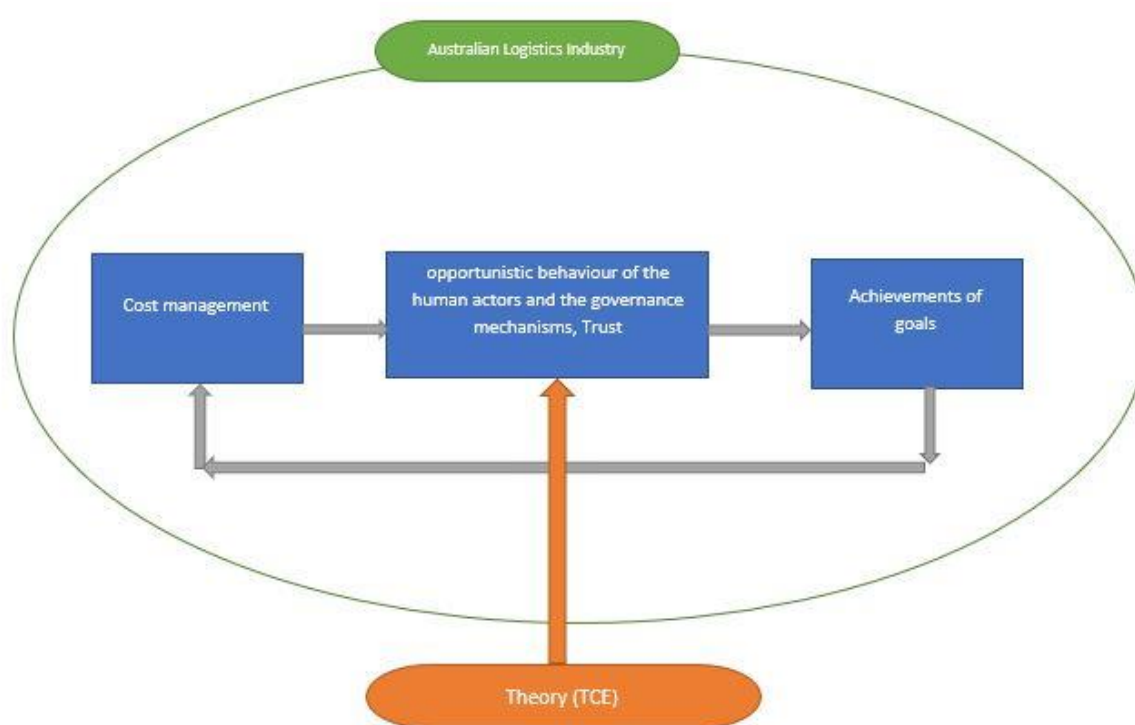 Australian Logistics Industry
Cost management
opportunistic behaviour of the
human actors and the governance
mechanisms, Trust
Achievements of
goals
Theory (TCE)